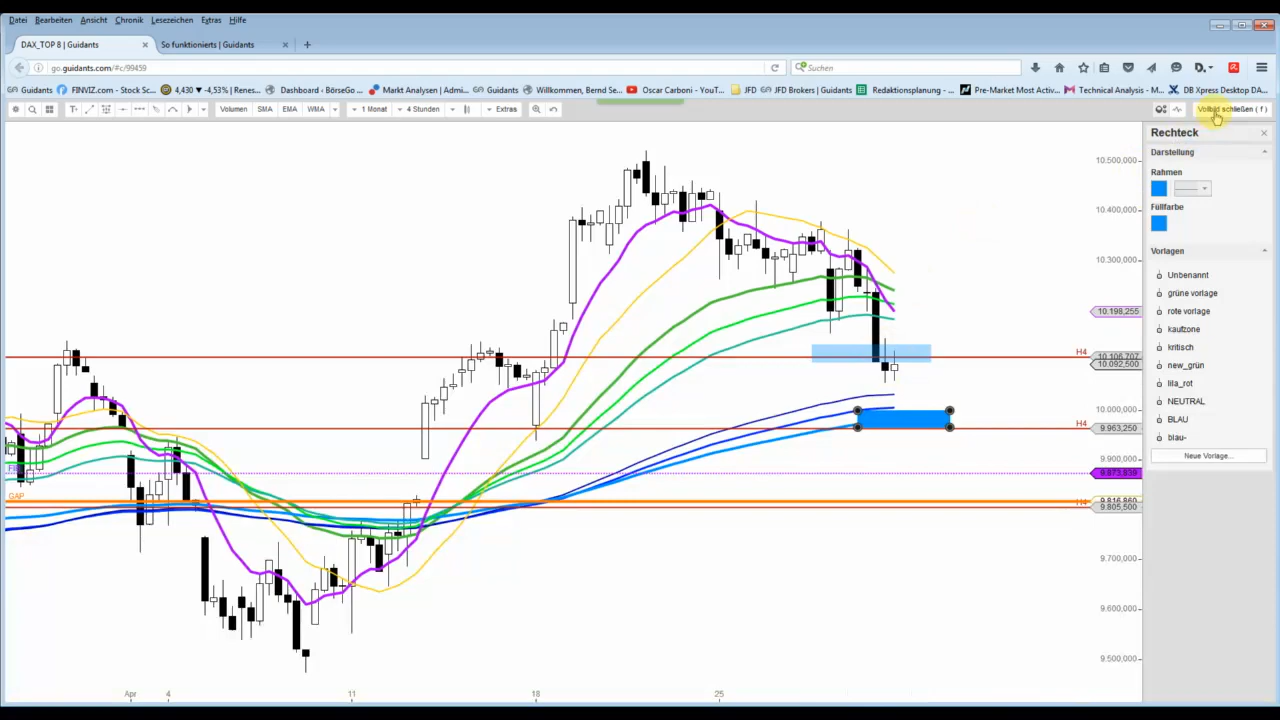 Datei Bearbeiten Ansicht Chronik Lesezeichen Extras Hilfe
DAX_TOP 8 | Guidants × So funktionierts | Guidants × +
go.guidants.com/#c/99459 Suchen
Guidants FINVIZ.com - Stock Sc... 4,430 -4,53% | Renes... Dashboard - BörseGo ... Markt Analysen | Admi... Guidants Willkommen, Bernd Se... Oscar Carboni - YouT... JFD JFD Brokers | Guidants Redaktionsplanung - ... Pre-Market Most Activ... Technical Analysis - M... DB Xpress Desktop DA...
Volumen SMA EMA WMA 1 Monat 4 Stunden Extras Vollbild schließen ( f )
Rechteck
Darstellung
Rahmen
Füllfarbe
Vorlagen
Unbenannt
grüne vorlage
rote vorlage
kaufzone
kritisch
new_grün
lila_rot
NEUTRAL
BLAU
blau-
Neue Vorlage...
10.500,000
10.400,000
10.300,000
10.198,255
H4 10.106,707
10.092,500
10.000,000
H4 9.963,250
9.900,000
9.873,939
GAP 9.816,860
H4 9.805,500
9.700,000
9.600,000
9.500,000
Apr 4 11 18 25